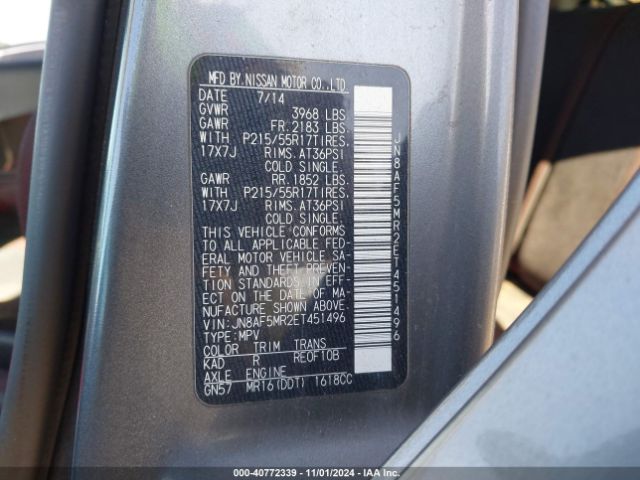 MFD BY NISSAN MOTOR CO.,LTD.
DATE 7/14
GVWR 3968 LBS
GAWR FR. 2183 LBS.
WITH P215/55R17TIRES.
17X7J RIMS. AT36PSI
COLD SINGLE.
GAWR RR. 1852 LBS.
WITH P215/55R17TIRES.
17X7J RIMS. AT36PSI
COLD SINGLE.
THIS VEHICLE CONFORMS
TO ALL APPLICABLE FED-
ERAL MOTOR VEHICLE SA-
FETY AND THEFT PREVEN-
TION STANDARDS IN EFF-
ECT ON THE DATE OF MA-
NUFACTURE SHOWN ABOVE.
VIN:JN8AF5MR2ET451496
TYPE:MPV
COLOR TRIM TRANS
KAD R RE0F10B
AXLE ENGINE
GN57 MR16(DDT) 1618CC
JN8AF5MR2ET451496
000-40772339 - 11/01/2024 - IAA Inc.